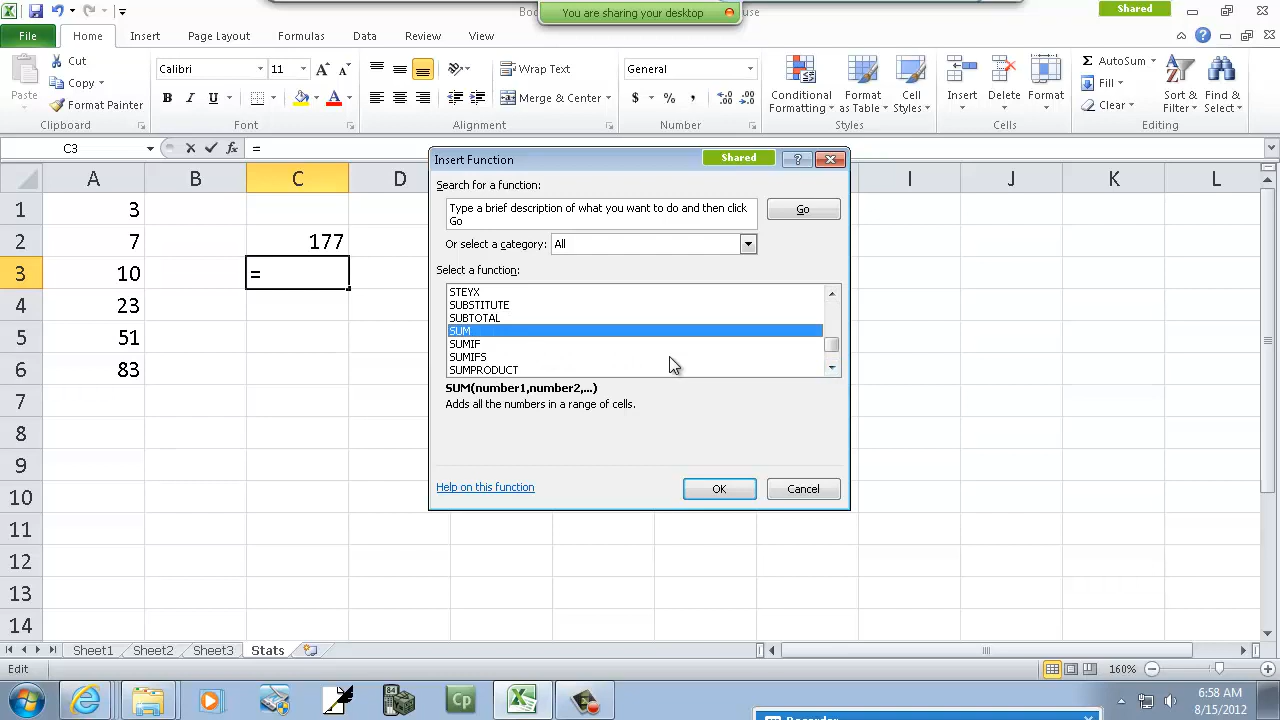 Boo use
You are sharing your desktop
Shared
File Home Insert Page Layout Formulas Data Review View
Paste
Cut
Copy
Format Painter
Calibri 11 A A
B I U A
Wrap Text
Merge & Center
General
$ % , .00 .0
Conditional Formatting
Format as Table
Cell Styles
Insert
Delete
Format
AutoSum
Fill
Clear
Sort & Filter
Find & Select
Clipboard Font Alignment Number Styles Cells Editing
C3 fx =
A B C D I J K L
1 3
2 7 177
3 10 =
4 23
5 51
6 83
7
8
9
10
11
12
13
14
Insert Function
Shared
Search for a function:
Type a brief description of what you want to do and then click
Go
Go
Or select a category: All
Select a function:
STEYX
SUBSTITUTE
SUBTOTAL
SUM
SUMIF
SUMIFS
SUMPRODUCT
SUM(number1,number2,...)
Adds all the numbers in a range of cells.
Help on this function
OK
Cancel
Sheet1 Sheet2 Sheet3 Stats
Edit
160%
Cp
6:58 AM
8/15/2012
Recorder